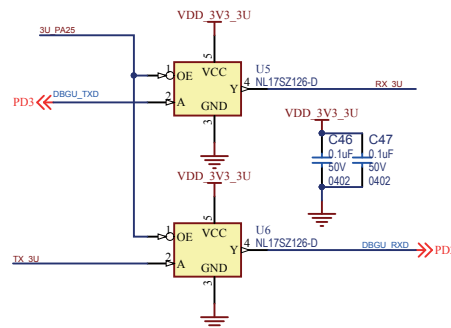 VDD_3V3_3U
3U_PA25
5
1 OE VCC U5
Y 4 NL17SZ126-D RX_3U
PD3 DBGU_TXD 2 A GND
3
VDD_3V3_3U
C46 C47
0.1uF 0.1uF
50V 50V
0402 0402
VDD_3V3_3U
5
1 OE VCC U6
Y 4 NL17SZ126-D DBGU_RXD PD
TX_3U 2 A GND
3